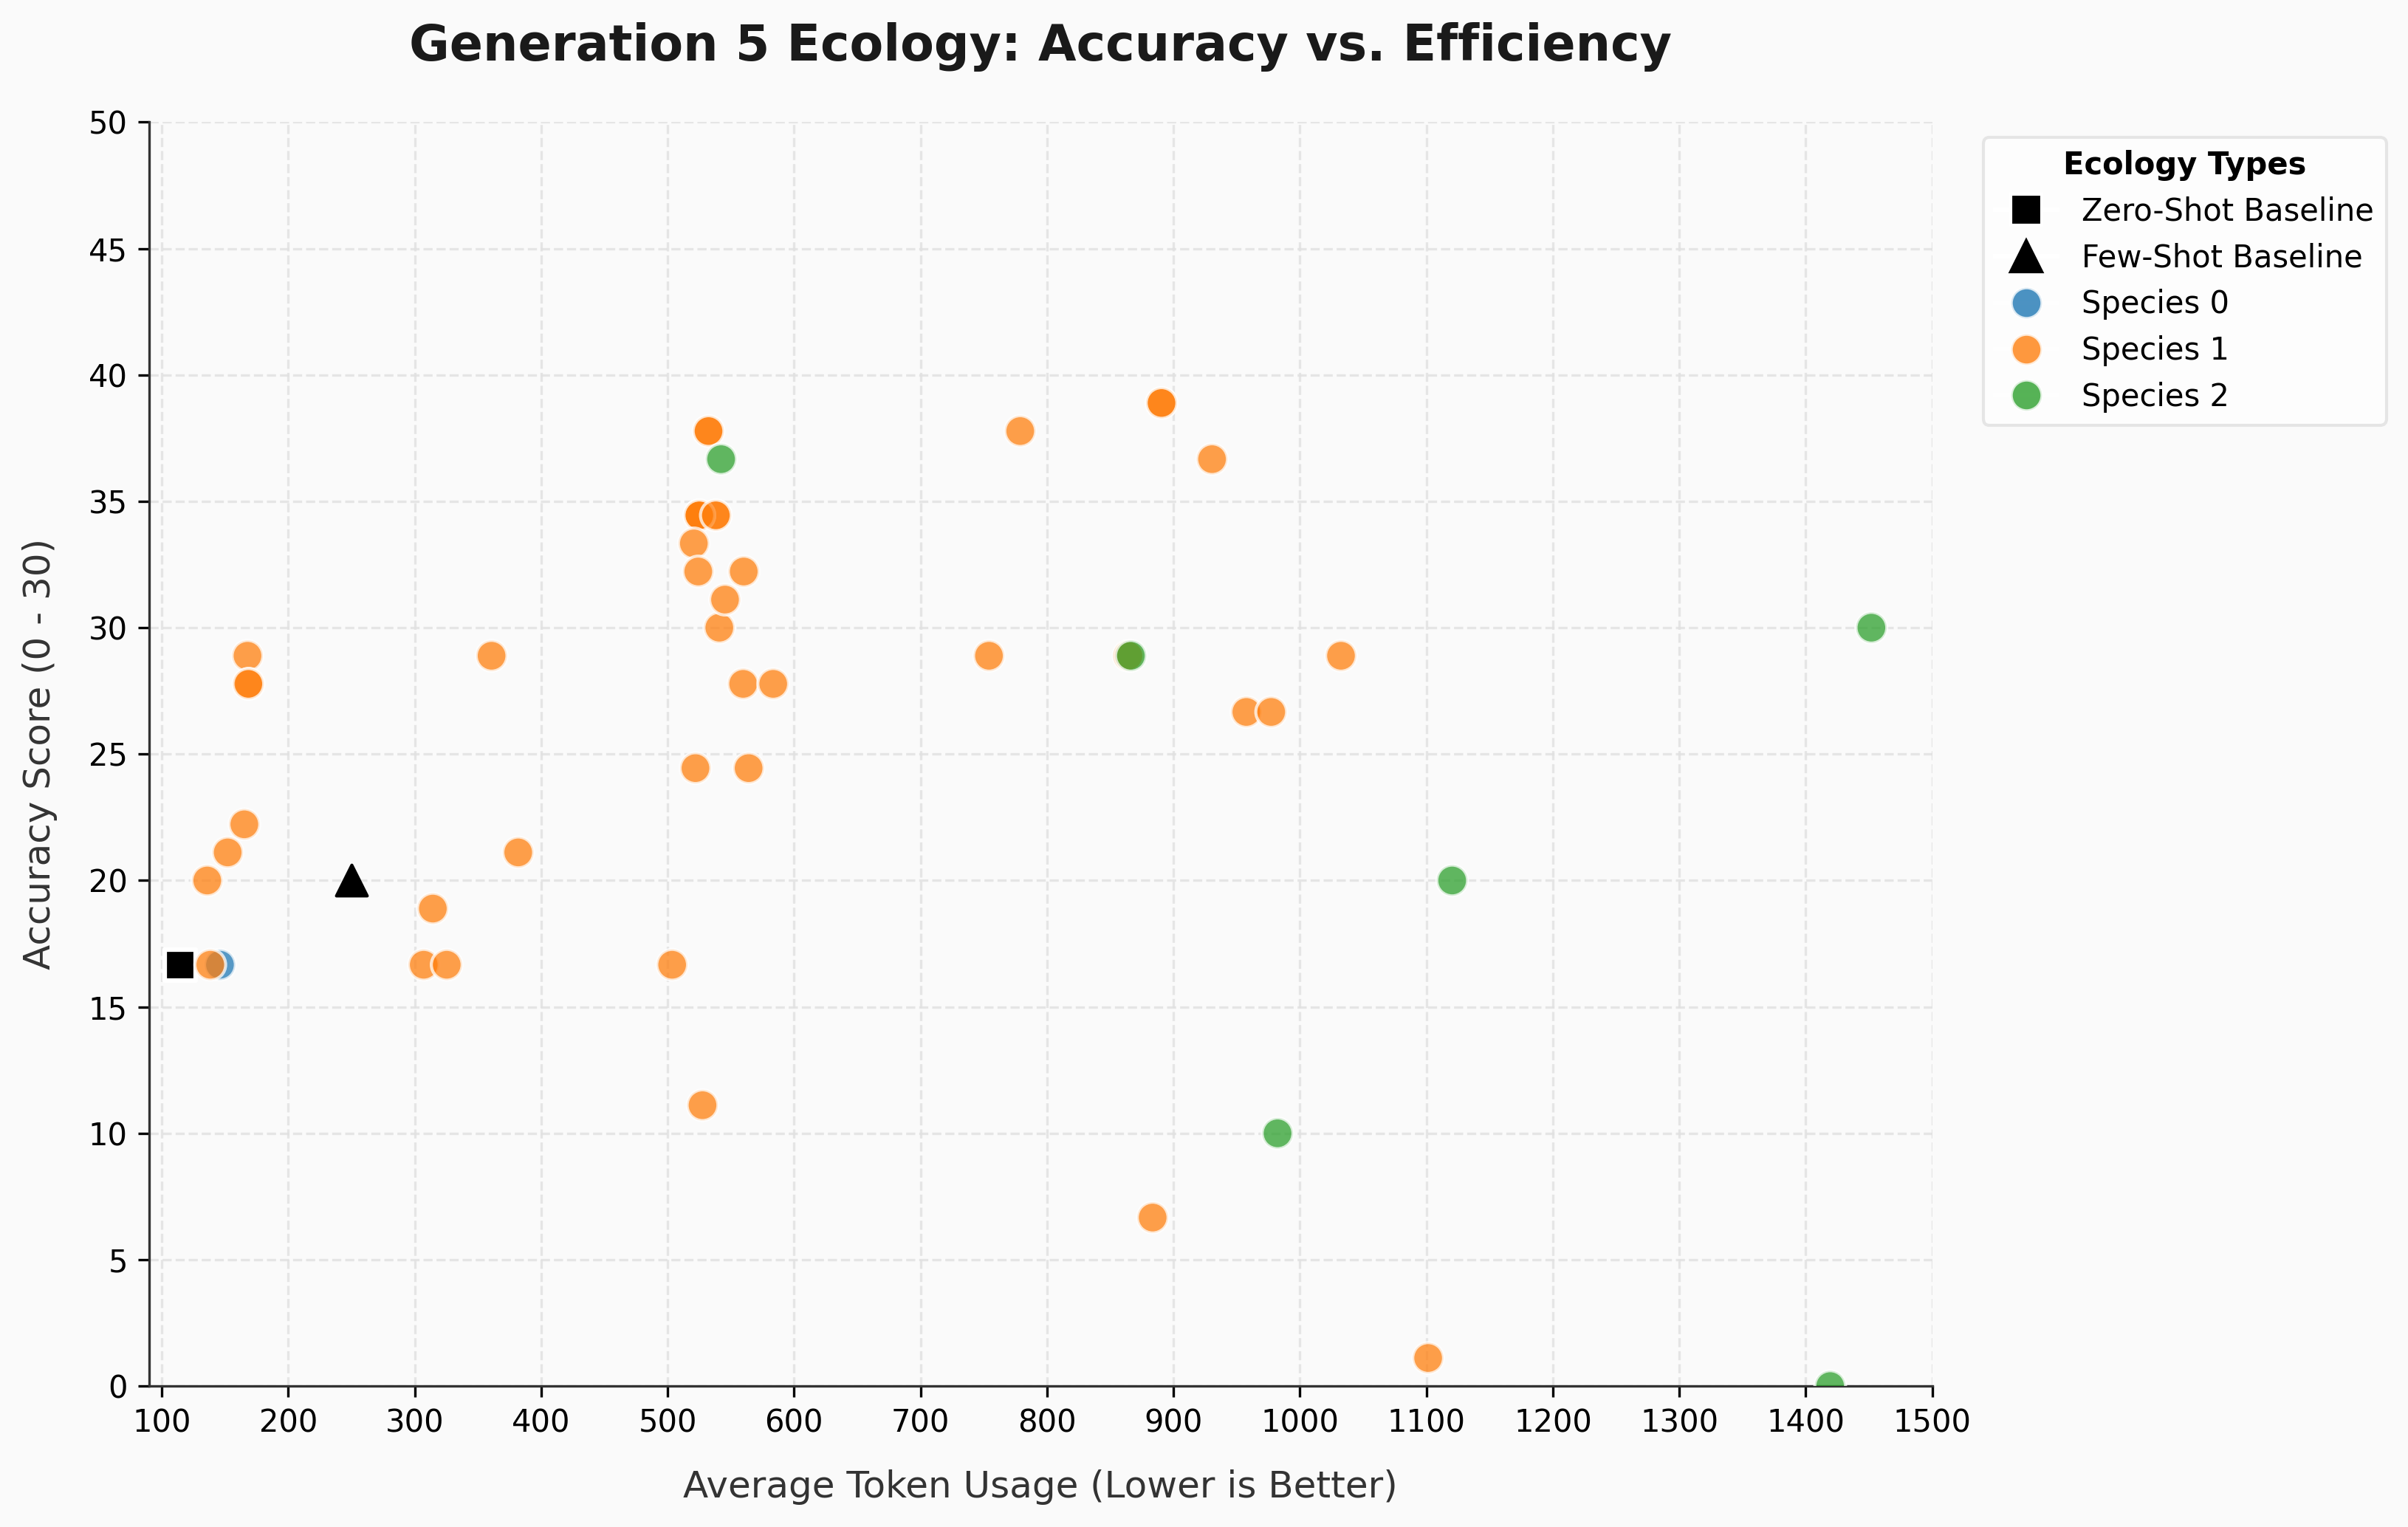 Generation 5 Ecology: Accuracy vs. Efficiency
50
45
40
35
30
25
20
15
10
5
0
Accuracy Score (0 - 30)
100 200 300 400 500 600 700 800 900 1000 1100 1200 1300 1400 1500
Average Token Usage (Lower is Better)
Ecology Types
Zero-Shot Baseline
Few-Shot Baseline
Species 0
Species 1
Species 2